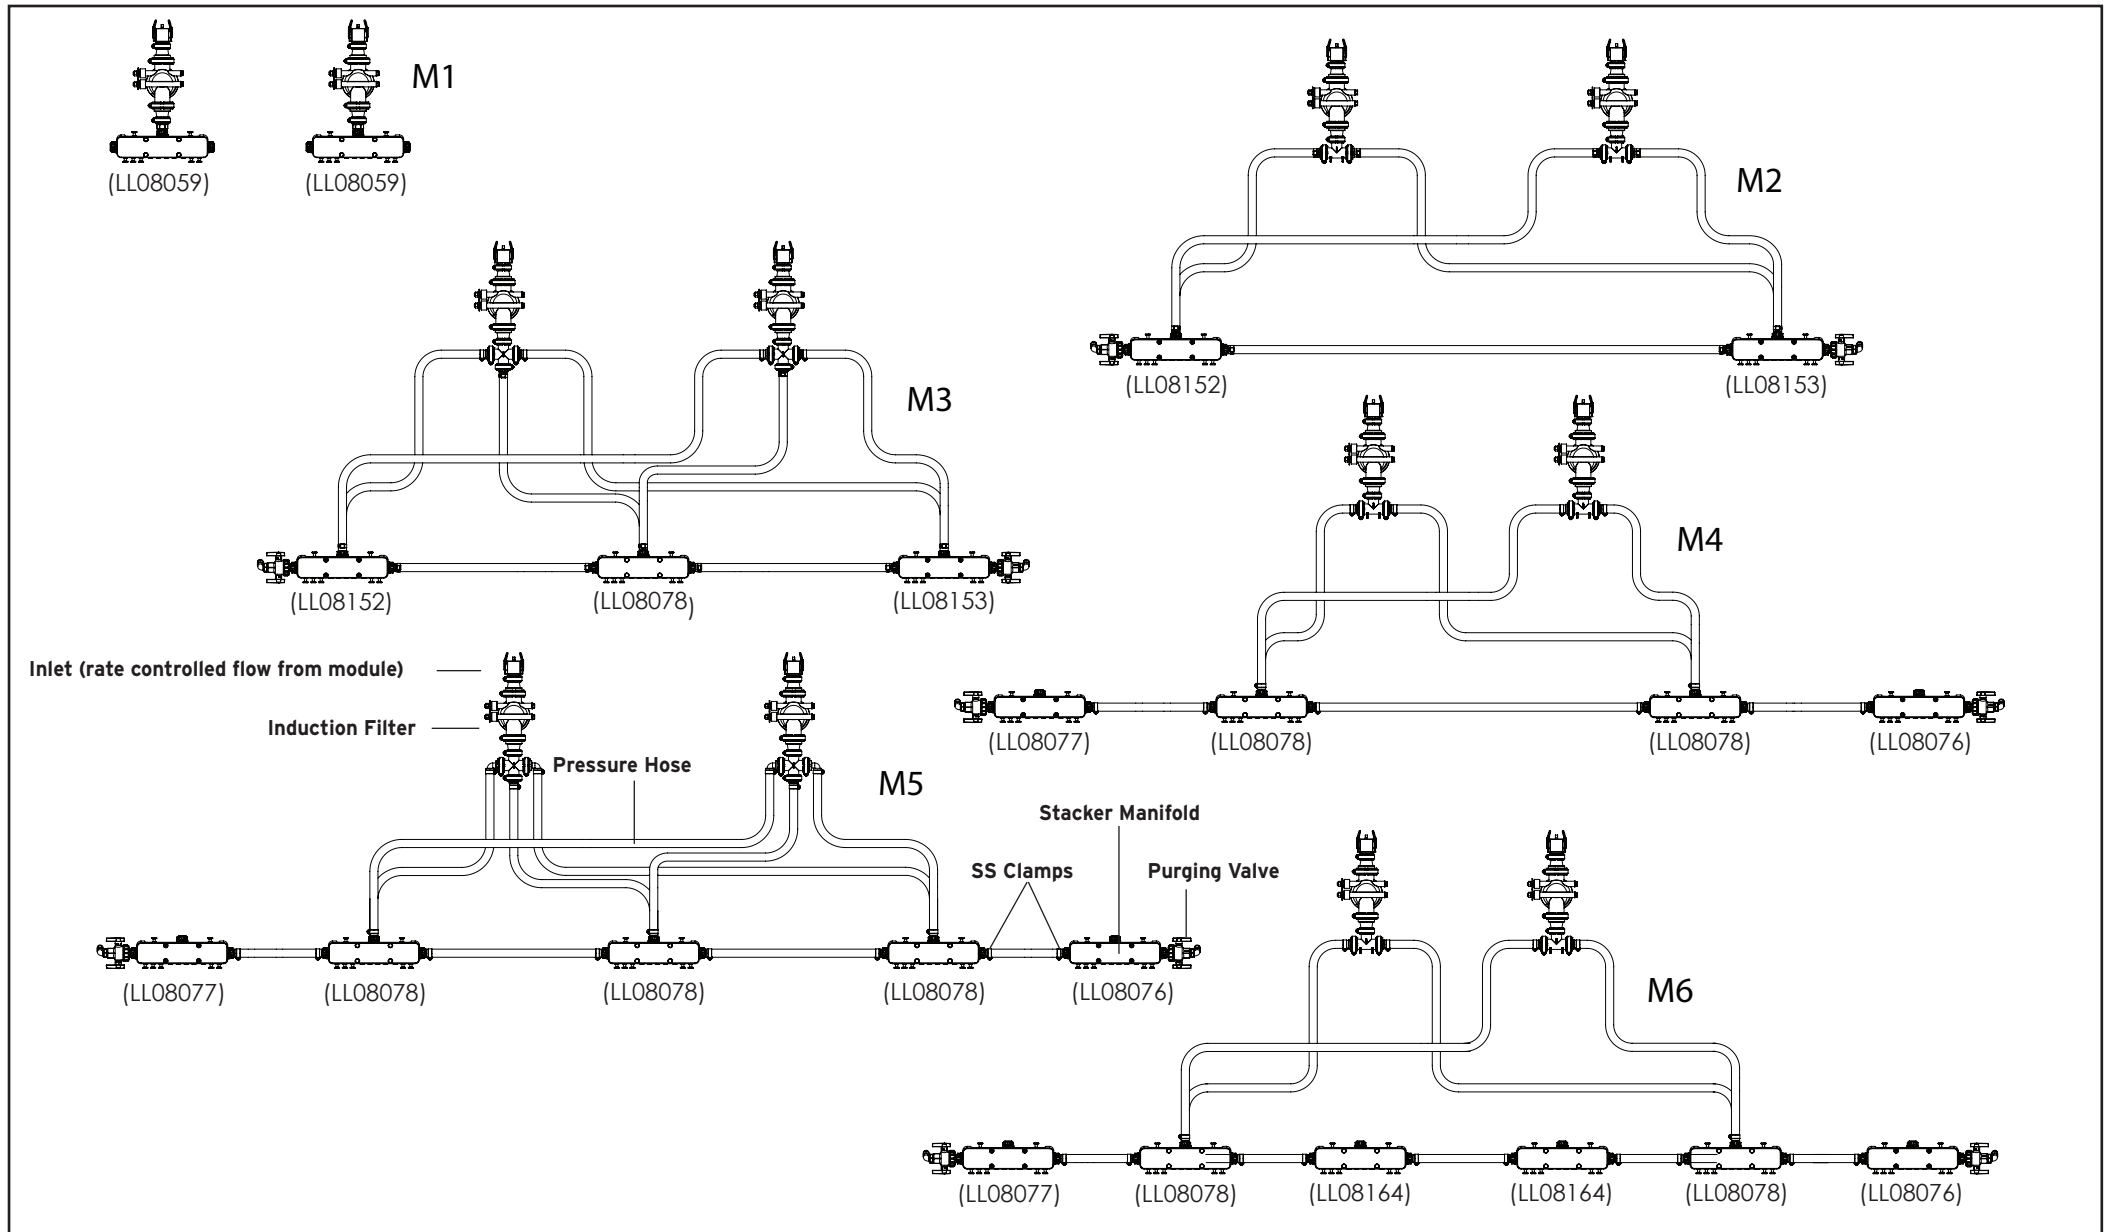 M1
(LL08059)
(LL08059)
M2
(LL08152)
(LL08153)
M3
(LL08152)
(LL08078)
(LL08153)
M4
(LL08077)
(LL08078)
(LL08078)
(LL08076)
Inlet (rate controlled flow from module)
Induction Filter
Pressure Hose
M5
Stacker Manifold
SS Clamps
Purging Valve
(LL08077)
(LL08078)
(LL08078)
(LL08078)
(LL08076)
M6
(LL08077)
(LL08078)
(LL08164)
(LL08164)
(LL08078)
(LL08076)